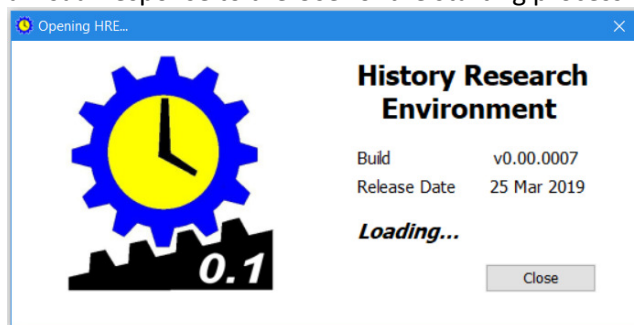 Opening HRE...
History Research
Environment
Build v0.00.0007
Release Date 25 Mar 2019
Loading...
0.1
Close